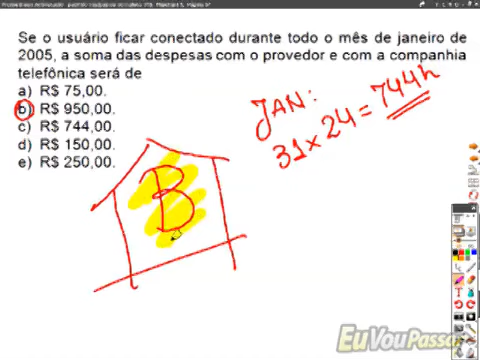 Se o usuário ficar conectado durante todo o mês de janeiro de
2005, a soma das despesas com o provedor e com a companhia
telefônica será de
a) R$ 75,00.
b) R$ 950,00.
c) R$ 744,00.
d) R$ 150,00.
e) R$ 250,00.
JAN:
31 x 24 = 744h
B
EuVouPassar